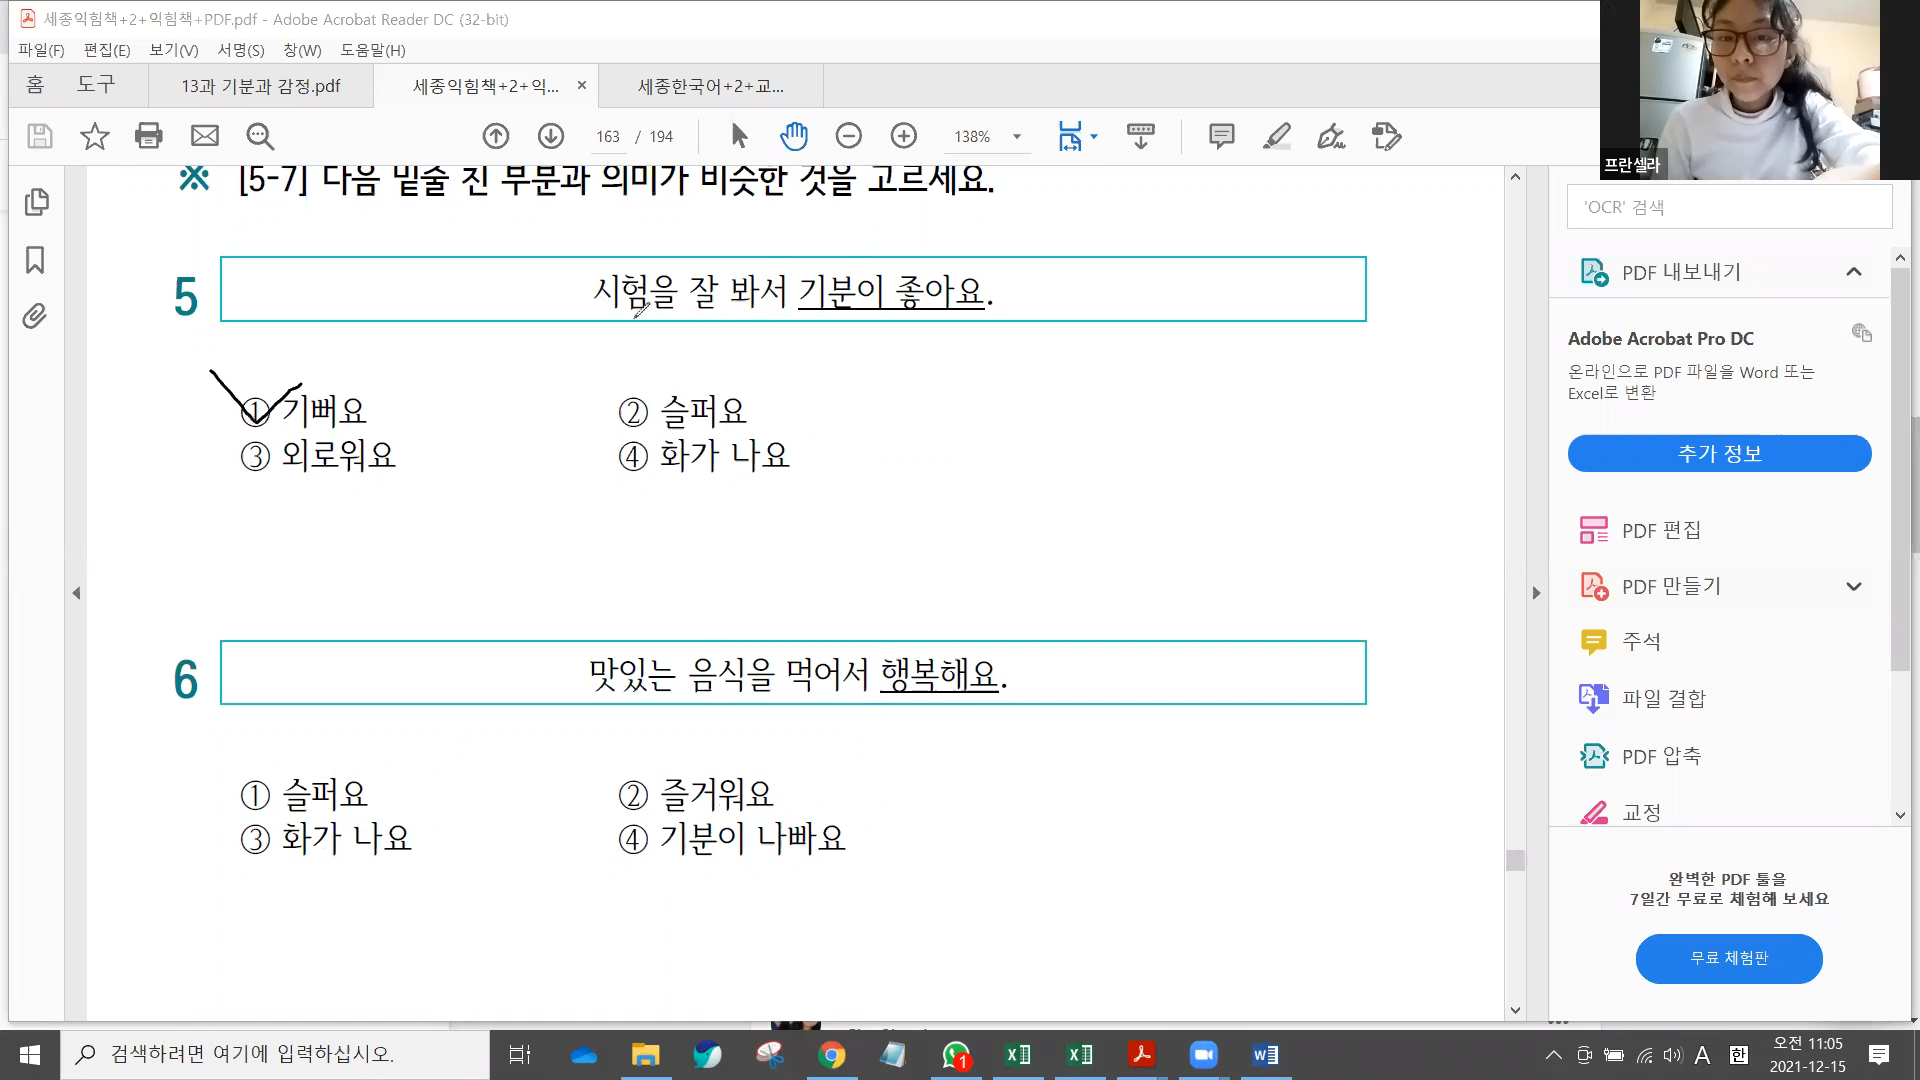 세종익힘책+2+익힘책+PDF.pdf - Adobe Acrobat Reader DC (32-bit)
파일(F) 편집(E) 보기(V) 서명(S) 창(W) 도움말(H)
홈 도구 13과 기분과 감정.pdf 세종익힘책+2+익... × 세종한국어+2+교...
163 / 194 138%
프란셀라
※ [5-7] 다음 밑줄 친 부분과 의미가 비슷한 것을 고르세요.
5 시험을 잘 봐서 기분이 좋아요.
① 기뻐요 ② 슬퍼요
③ 외로워요 ④ 화가 나요
6 맛있는 음식을 먹어서 행복해요.
① 슬퍼요 ② 즐거워요
③ 화가 나요 ④ 기분이 나빠요
'OCR' 검색
PDF 내보내기
Adobe Acrobat Pro DC
온라인으로 PDF 파일을 Word 또는
Excel로 변환
추가 정보
PDF 편집
PDF 만들기
주석
파일 결합
PDF 압축
교정
완벽한 PDF 툴을
7일간 무료로 체험해 보세요
무료 체험판
검색하려면 여기에 입력하십시오.
1
A 한
오전 11:05
2021-12-15